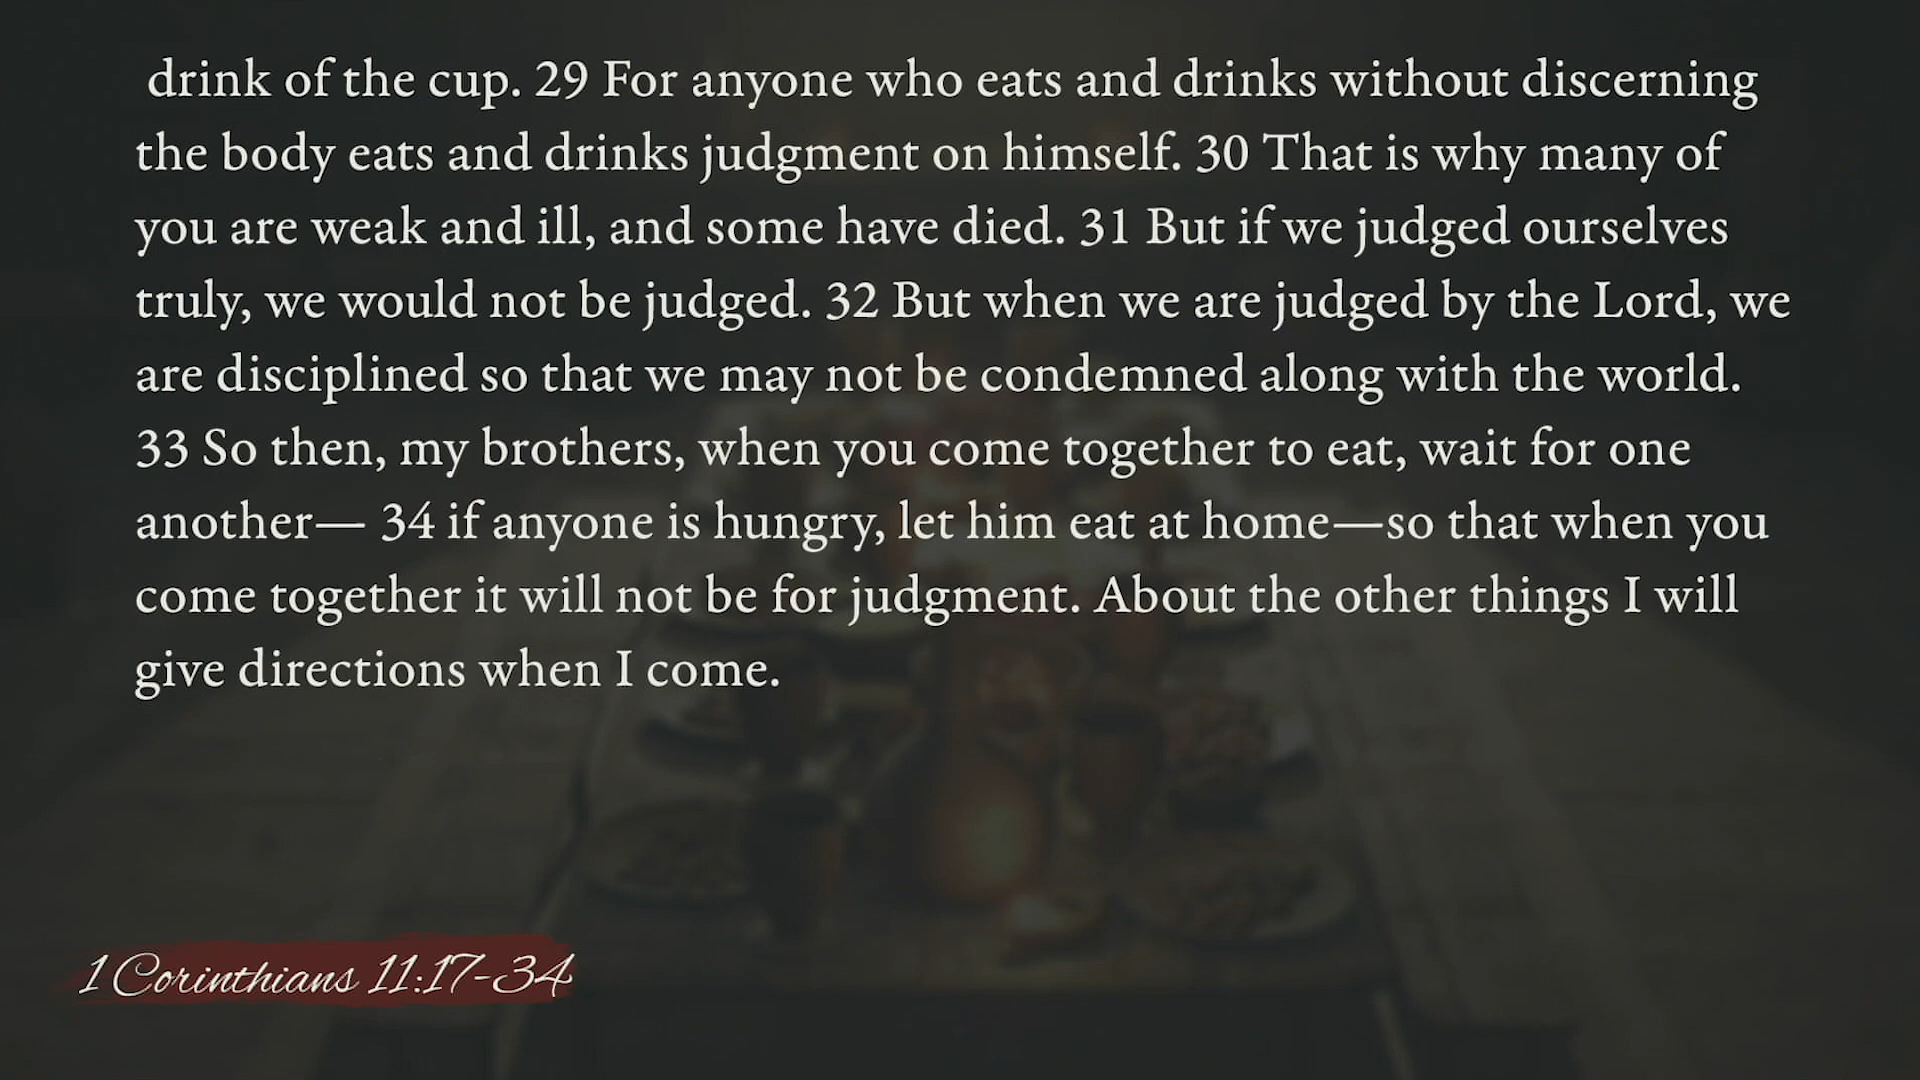 drink of the cup. 29 For anyone who eats and drinks without discerning
the body eats and drinks judgment on himself. 30 That is why many of
you are weak and ill, and some have died. 31 But if we judged ourselves
truly, we would not be judged. 32 But when we are judged by the Lord, we
are disciplined so that we may not be condemned along with the world.
33 So then, my brothers, when you come together to eat, wait for one
another— 34 if anyone is hungry, let him eat at home—so that when you
come together it will not be for judgment. About the other things I will
give directions when I come.
1 Corinthians 11:17-34